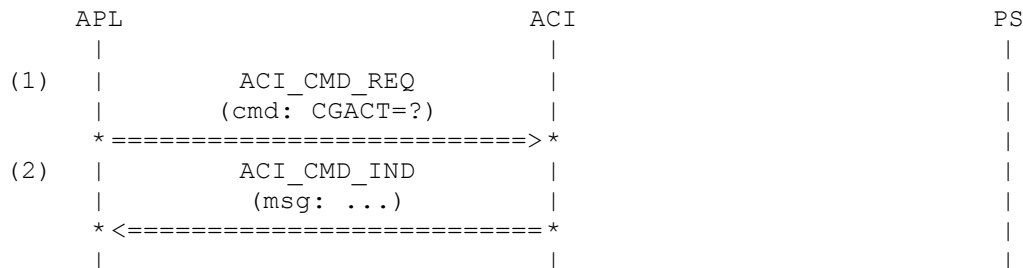 APL ACI PS
(1) ACI_CMD_REQ
(cmd: CGACT=?)
(2) ACI_CMD_IND
(msg: ...)